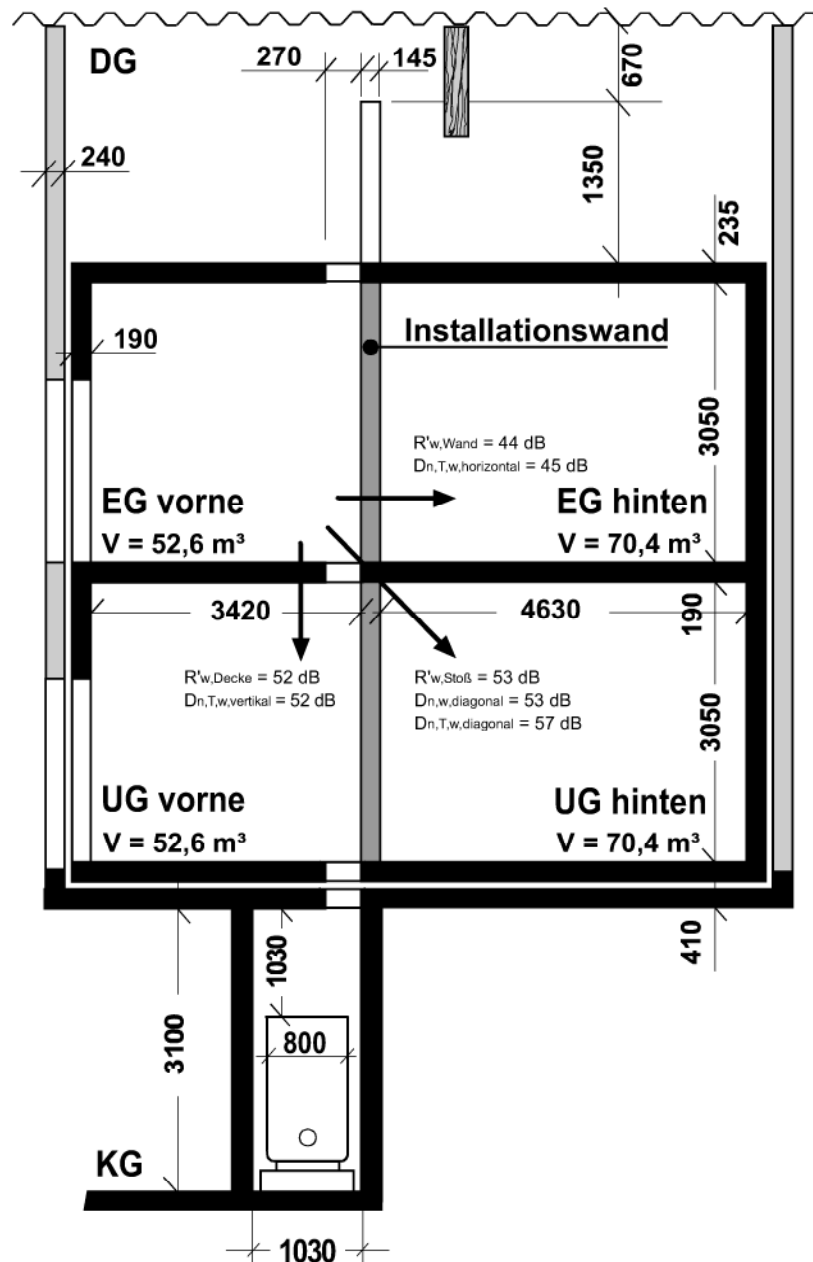 DG
270
145
670
240
1350
235
190
Installationswand
3050
R'w,Wand = 44 dB
Dn,T,w,horizontal = 45 dB
EG vorne
V = 52,6 m³
EG hinten
V = 70,4 m³
3420
4630
190
R'w,Decke = 52 dB
Dn,T,w,vertikal = 52 dB
R'w,Stoß = 53 dB
Dn,w,diagonal = 53 dB
Dn,T,w,diagonal = 57 dB
3050
UG vorne
V = 52,6 m³
UG hinten
V = 70,4 m³
410
1030
3100
800
KG
1030